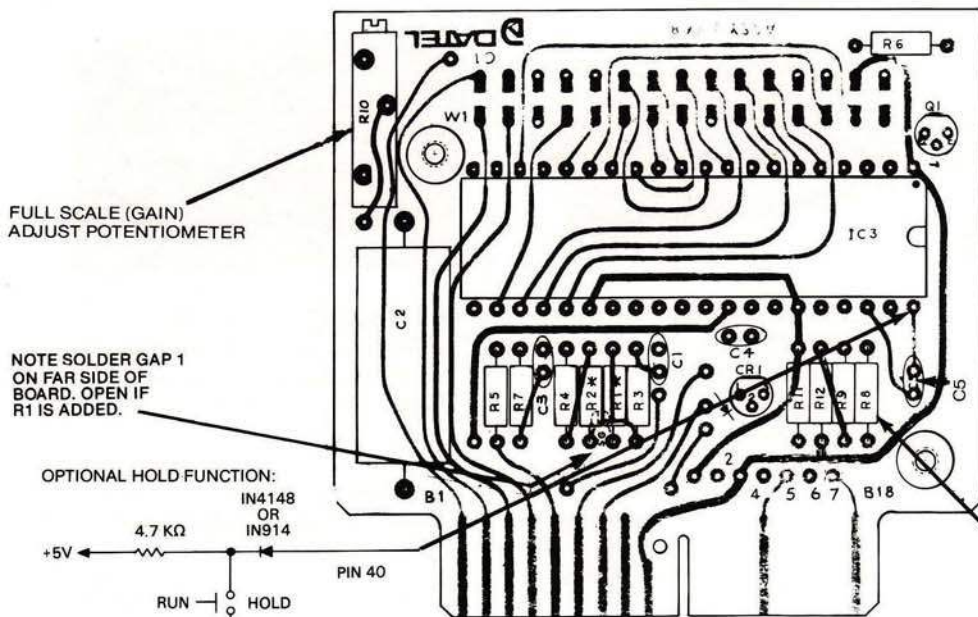 DATEL
C1
R6
Q1
R10
W1
FULL SCALE (GAIN)
ADJUST POTENTIOMETER
IC3
C2
NOTE SOLDER GAP 1
ON FAR SIDE OF
BOARD. OPEN IF
R1 IS ADDED.
R5
R7
C3
R4
R2*
R1*
R3
C1
C4
CR1
2
R11
R12
R9
R8
C5
OPTIONAL HOLD FUNCTION:
IN4148
OR
IN914
+5V
4.7 KΩ
PIN 40
RUN
HOLD
B1
2
4
5
6
7
B18